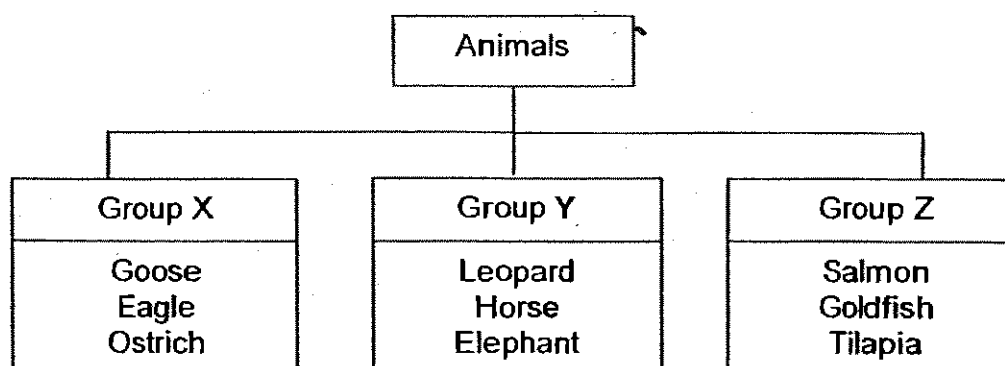 Animals
Group X
Goose
Eagle
Ostrich
Group Y
Leopard
Horse
Elephant
Group Z
Salmon
Goldfish
Tilapia